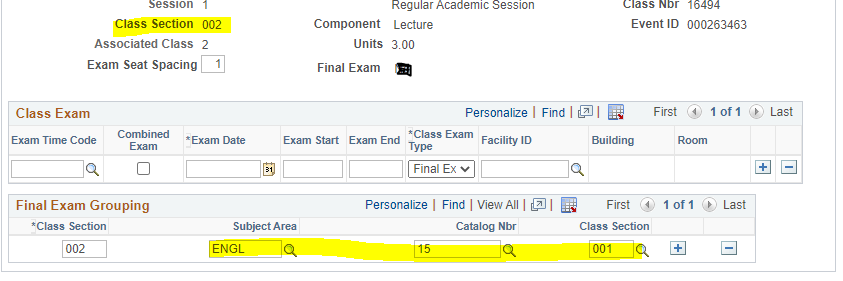 Session 1 Regular Academic Session Class Nbr 16494
Class Section 002 Component Lecture Event ID 000263463
Associated Class 2 Units 3.00
Exam Seat Spacing 1 Final Exam
Class Exam Personalize | Find | First 1 of 1 Last
Exam Time Code Combined Exam *Exam Date Exam Start Exam End *Class Exam Type Facility ID Building Room
31 Final Ex + -
Final Exam Grouping Personalize | Find | View All | First 1 of 1 Last
*Class Section Subject Area Catalog Nbr Class Section
002 ENGL 15 001 + -